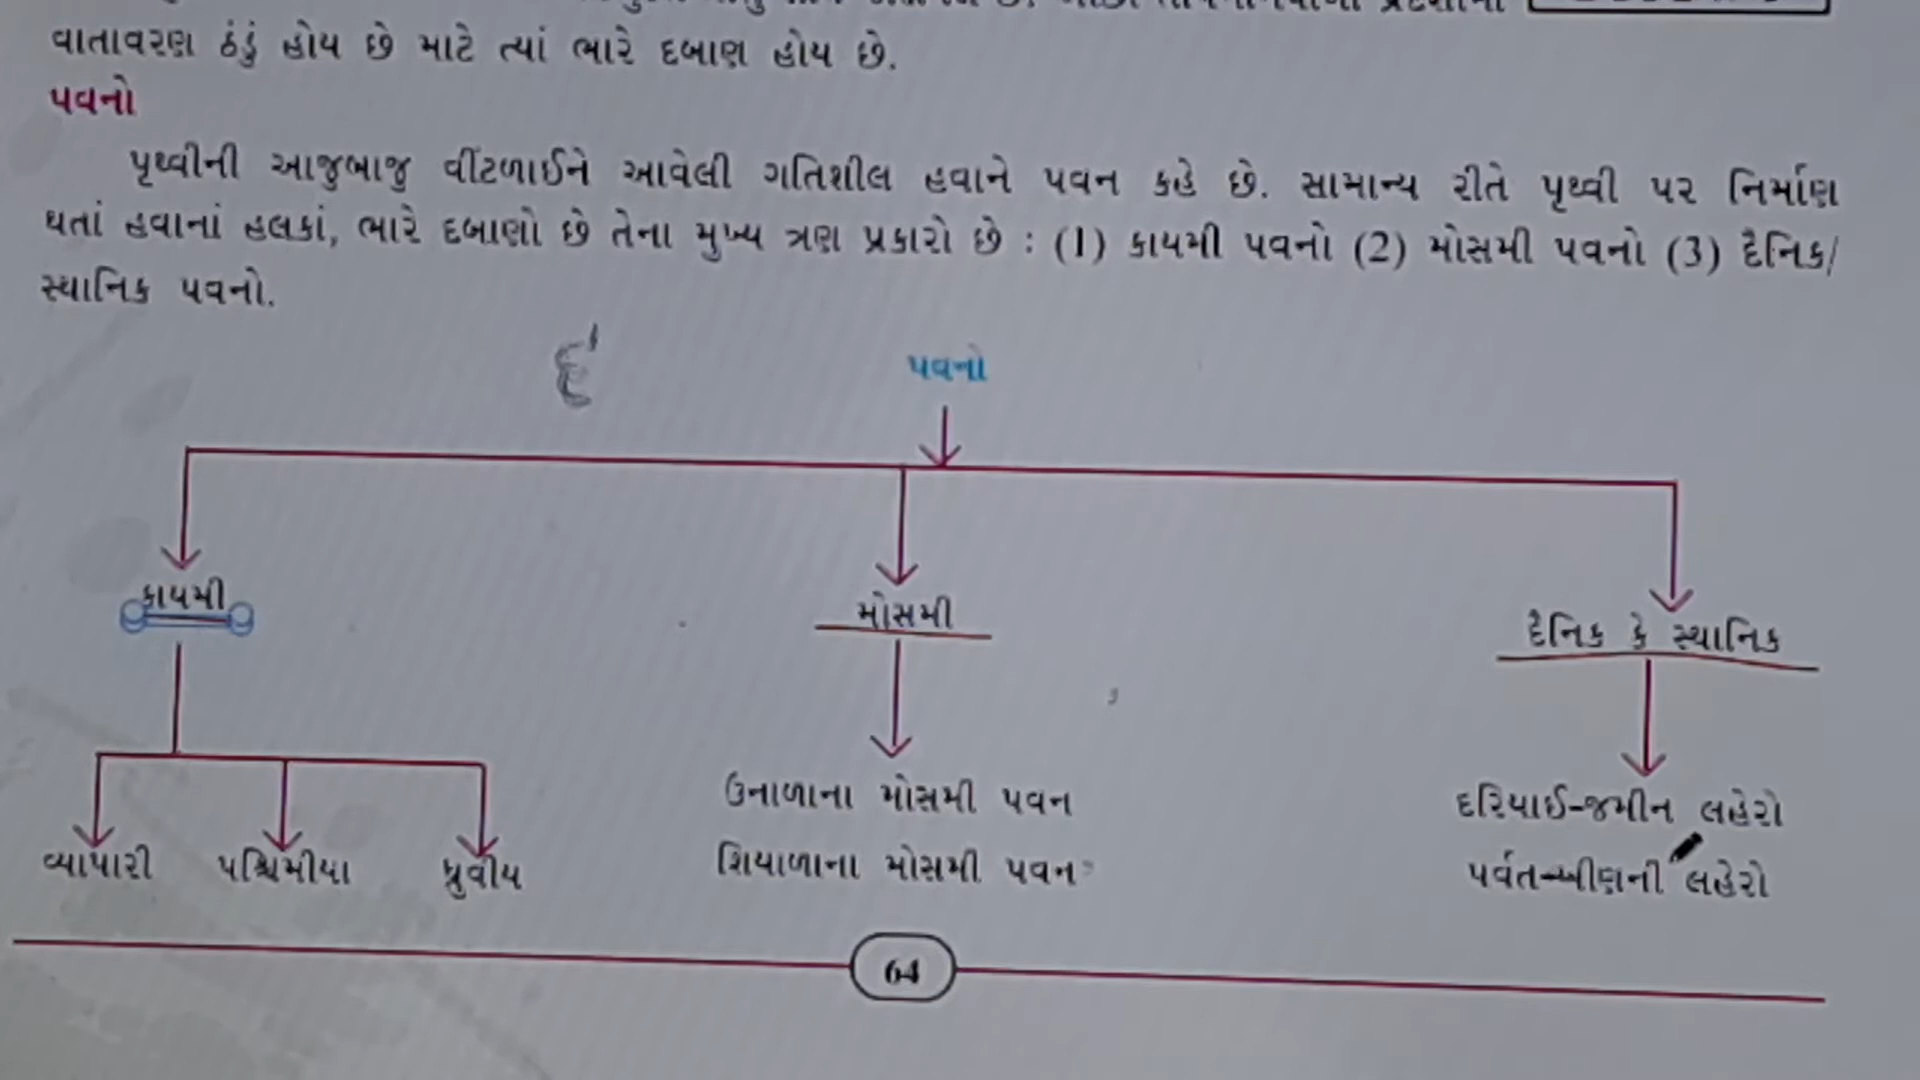 વાતાવરણ ઠંડું હોય છે માટે ત્યાં ભારે દબાણ હોય છે.
પવનો
પૃથ્વીની આજુબાજુ વીંટળાઈને આવેલી ગતિશીલ હવાને પવન કહે છે. સામાન્ય રીતે પૃથ્વી પર નિર્માણ
થતાં હવાનાં હલકાં, ભારે દબાણો છે તેના મુખ્ય ત્રણ પ્રકારો છે : (1) કાયમી પવનો (2) મોસમી પવનો (3) દૈનિક/
સ્થાનિક પવનો.
પવનો
કાયમી મોસમી દૈનિક કે સ્થાનિક
ઉનાળાના મોસમી પવન દરિયાઈ-જમીન લહેરો
વ્યાપારી પશ્ચિમીયા ધ્રુવીય શિયાળાના મોસમી પવન પર્વત-ખીણની લહેરો
64